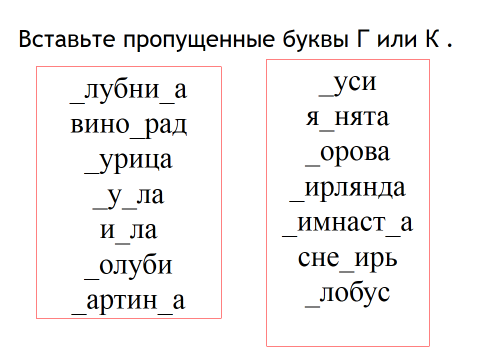 Вставьте пропущенные буквы Г или К .
_лубни_а
вино_рад
_урица
_у_ла
и_ла
_олуби
_артин_а
_уси
я_нята
_орова
_ирлянда
_имнаст_а
сне_ирь
_лобус